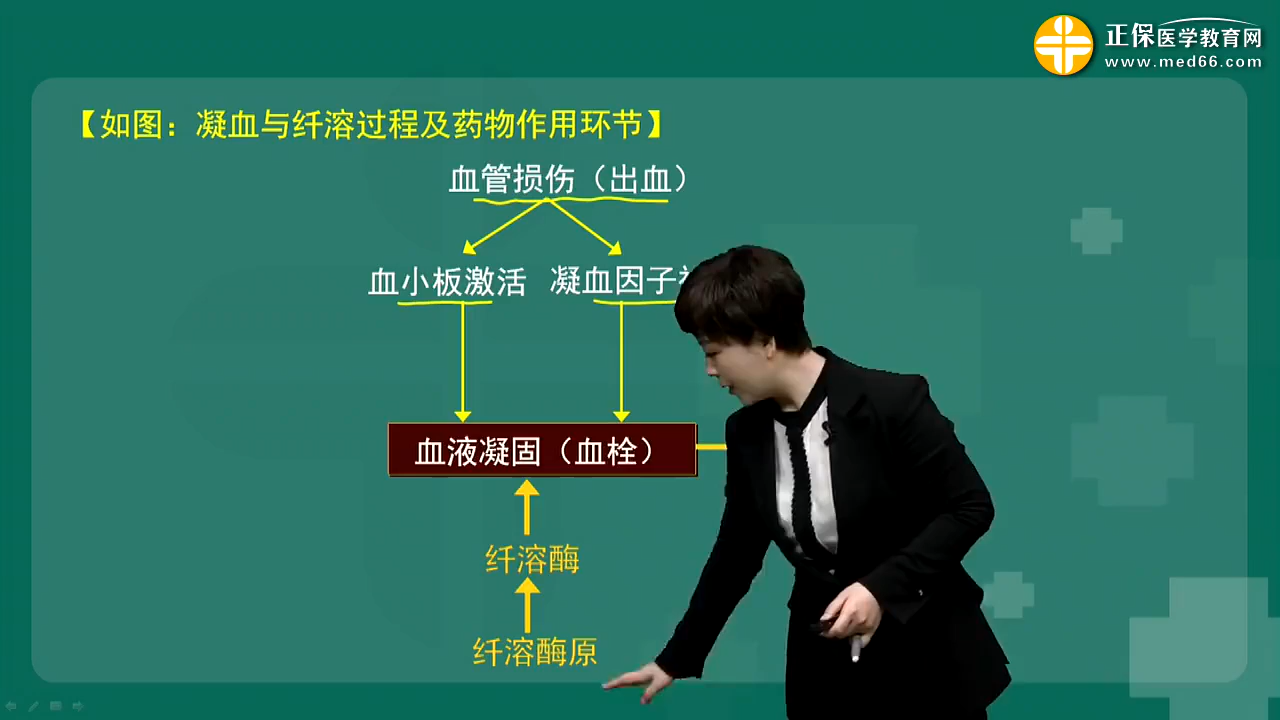 正保医学教育网
www.med66.com
【如图：凝血与纤溶过程及药物作用环节】
血管损伤（出血）
血小板激活 凝血因子
血液凝固（血栓）
纤溶酶
纤溶酶原